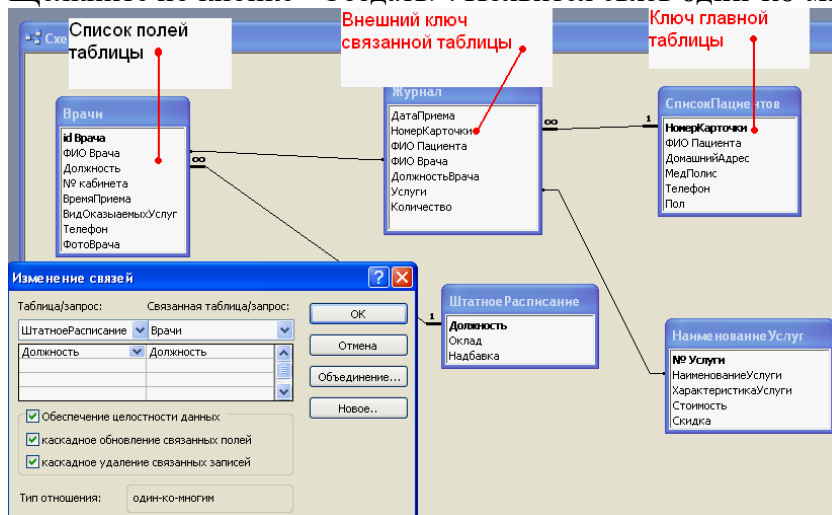 Список полей
таблицы
Внешний ключ
связанной таблицы
Ключ главной
таблицы
Врачи
id Врача
ФИО Врача
Должность
№ кабинета
ВремяПриема
ВидОказыаемыхУслуг
Телефон
ФотоВрача
∞
Журнал
ДатаПриема
НомерКарточки
ФИО Пациента
ФИО Врача
ДолжностьВрача
Услуги
Количество
∞
1
СписокПациентов
НомерКарточки
ФИО Пациента
ДомашнийАдрес
МедПолис
Телефон
Пол
1
ШтатноеРасписание
Должность
Оклад
Надбавка
НаименованиеУслуг
№ Услуги
НаименованиеУслуги
ХарактеристикаУслуги
Стоимость
Скидка
Изменение связей
Таблица/запрос: Связанная таблица/запрос:
ШтатноеРасписание Врачи
Должность Должность
ОК
Отмена
Объединение...
Новое..
Обеспечение целостности данных
каскадное обновление связанных полей
каскадное удаление связанных записей
Тип отношения: один-ко-многим